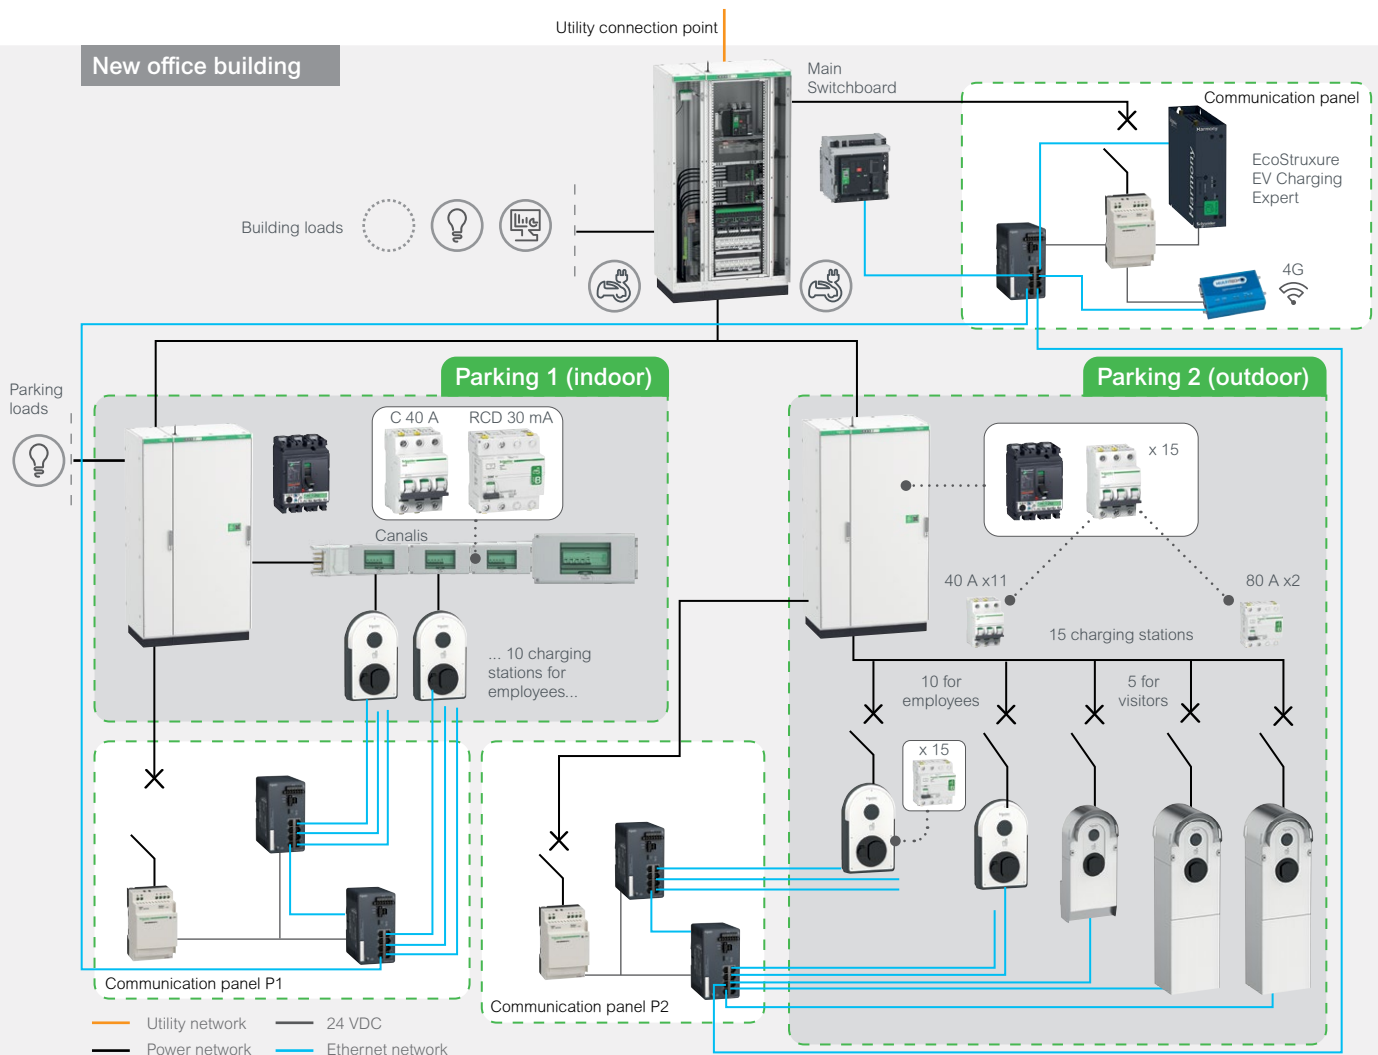 Utility connection point
New office building
Main
Switchboard
Communication panel
Harmony
Harmony
EcoStruxure
EV Charging
Expert
Building loads
4G
Parking 1 (indoor)
Parking 2 (outdoor)
Parking
loads
C 40 A
RCD 30 mA
x 15
Canalis
40 A x11
80 A x2
15 charging stations
... 10 charging
stations for
employees...
10 for
employees
5 for
visitors
x 15
Communication panel P1
Communication panel P2
Utility network
24 VDC
Power network
Ethernet network